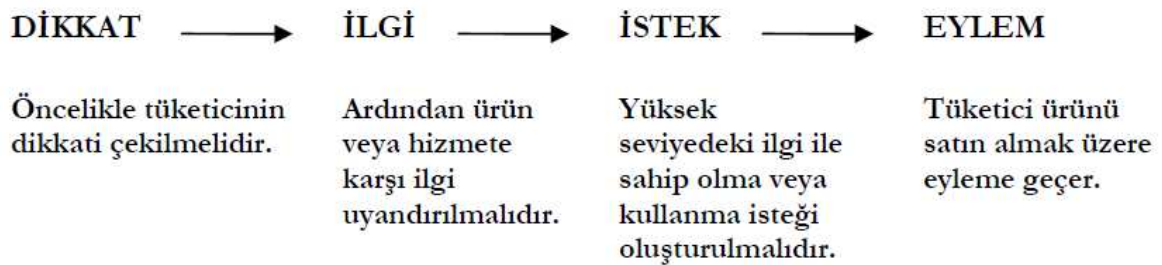 DİKKAT İLGİ İSTEK EYLEM
Öncelikle tüketicinin
dikkati çekilmelidir.
Ardından ürün
veya hizmete
karşı ilgi
uyandırılmalıdır.
Yüksek
seviyedeki ilgi ile
sahip olma veya
kullanma isteği
oluşturulmalıdır.
Tüketici ürünü
satın almak üzere
eyleme geçer.